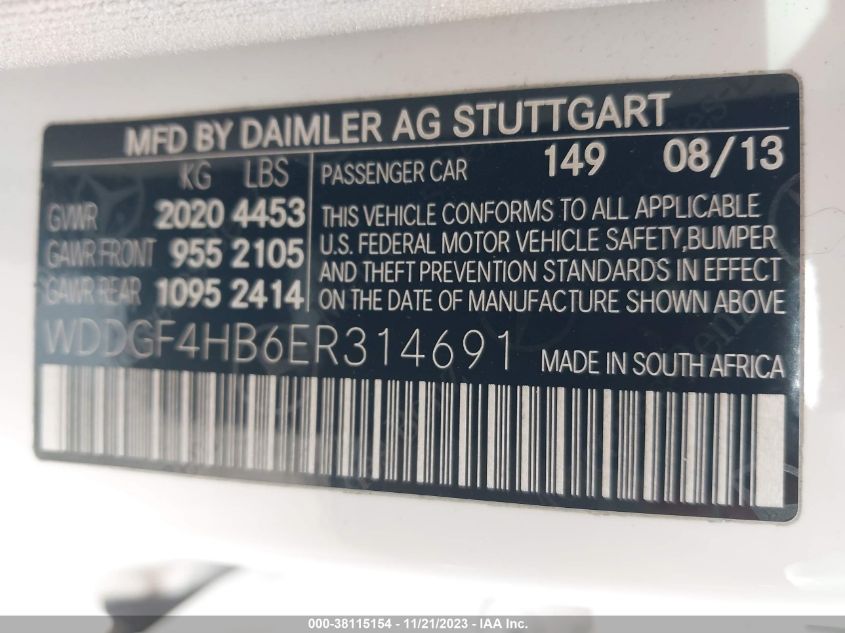 MFD BY DAIMLER AG STUTTGART
KG LBS PASSENGER CAR 149 08/13
GVWR 2020 4453
GAWR FRONT 955 2105
GAWR REAR 1095 2414
THIS VEHICLE CONFORMS TO ALL APPLICABLE
U.S. FEDERAL MOTOR VEHICLE SAFETY,BUMPER
AND THEFT PREVENTION STANDARDS IN EFFECT
ON THE DATE OF MANUFACTURE SHOWN ABOVE
WDDGF4HB6ER314691 MADE IN SOUTH AFRICA
000-38115154 - 11/21/2023 - IAA Inc.